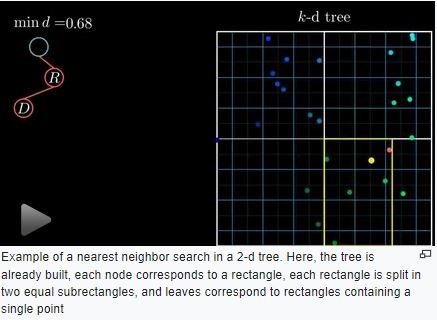 k-d tree
min d =0.68
R
D
Example of a nearest neighbor search in a 2-d tree. Here, the tree is
already built, each node corresponds to a rectangle, each rectangle is split in
two equal subrectangles, and leaves correspond to rectangles containing a
single point